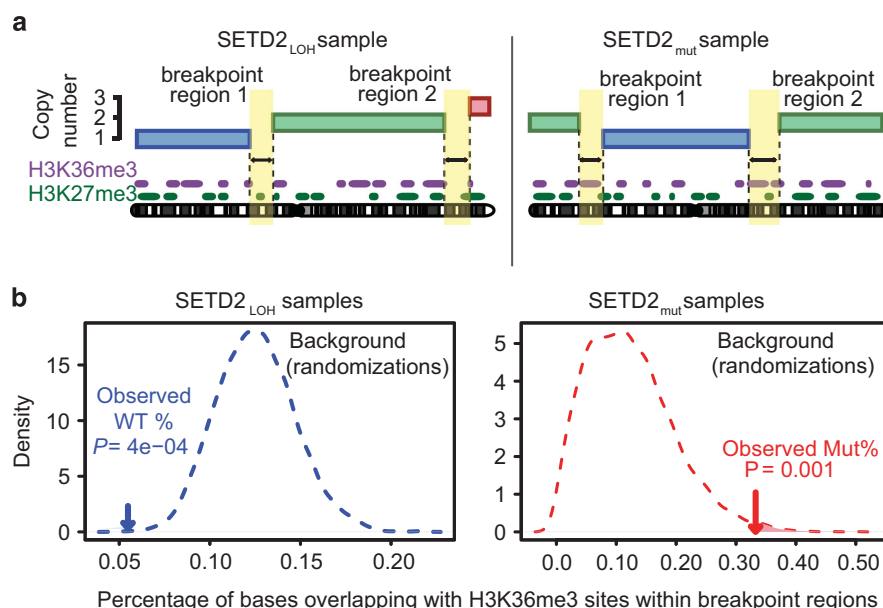 a
SETD2LOH sample
SETD2mut sample
breakpoint region 1
breakpoint region 2
breakpoint region 1
breakpoint region 2
Copy number
3
2
1
H3K36me3
H3K27me3
b
SETD2LOH samples
SETD2mut samples
Background (randomizations)
Observed WT %
P= 4e−04
Density
15
10
5
0
0.05 0.10 0.15 0.20
Background (randomizations)
Observed Mut%
P = 0.001
5
4
3
2
1
0
0.0 0.10 0.20 0.30 0.40 0.50
Percentage of bases overlapping with H3K36me3 sites within breakpoint regions